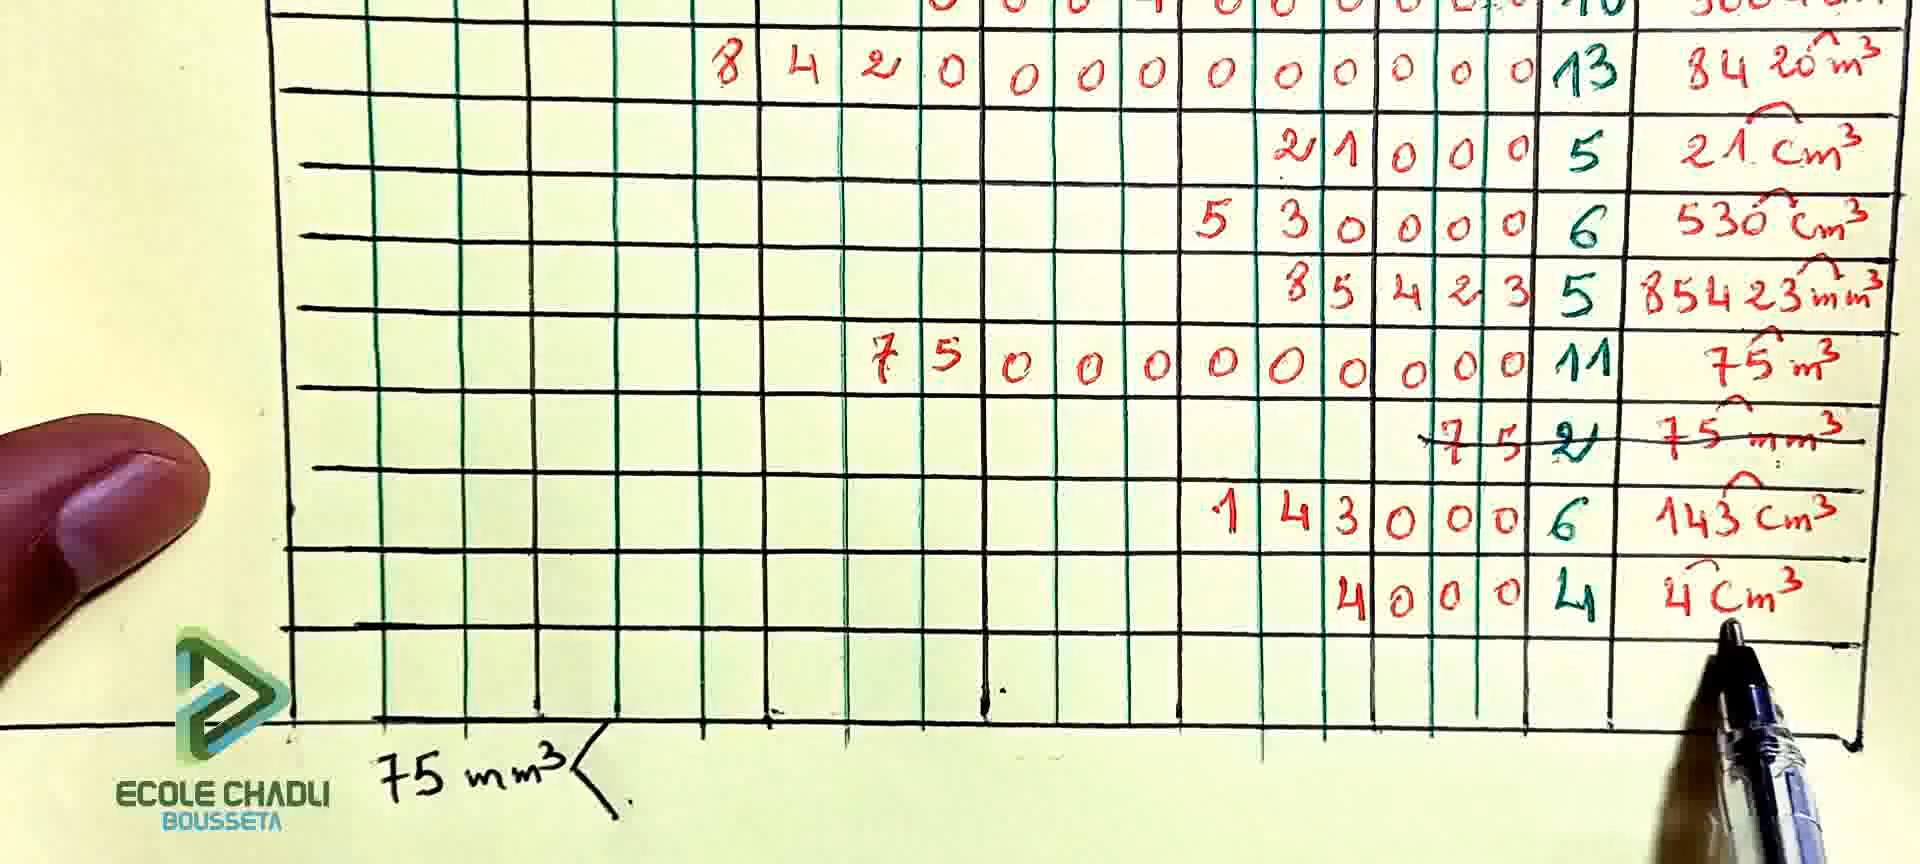 8 4 2 0 0 0 0 0 0 0 0 0 0 13 8420 m³
2 1 0 0 0 5 21 cm³
5 3 0 0 0 0 6 530 cm³
8 5 4 2 3 5 85423 mm³
7 5 0 0 0 0 0 0 0 0 0 11 75 m³
7 5 2 75 mm³
1 4 3 0 0 0 6 143 cm³
4 0 0 0 4 4 cm³
75 mm³ <
ECOLE CHADLI
BOUSSETA